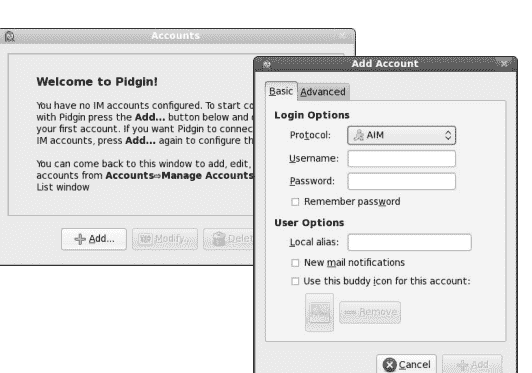 Accounts
Welcome to Pidgin!
You have no IM accounts configured. To start co
with Pidgin press the Add... button below and
your first account. If you want Pidgin to connec
IM accounts, press Add... again to configure th
You can come back to this window to add, edit,
accounts from Accounts⇨Manage Accounts
List window
Add...
Modify...
Delet
Add Account
Basic
Advanced
Login Options
Protocol:
AIM
Username:
Password:
Remember password
User Options
Local alias:
New mail notifications
Use this buddy icon for this account:
Remove
Cancel
Add